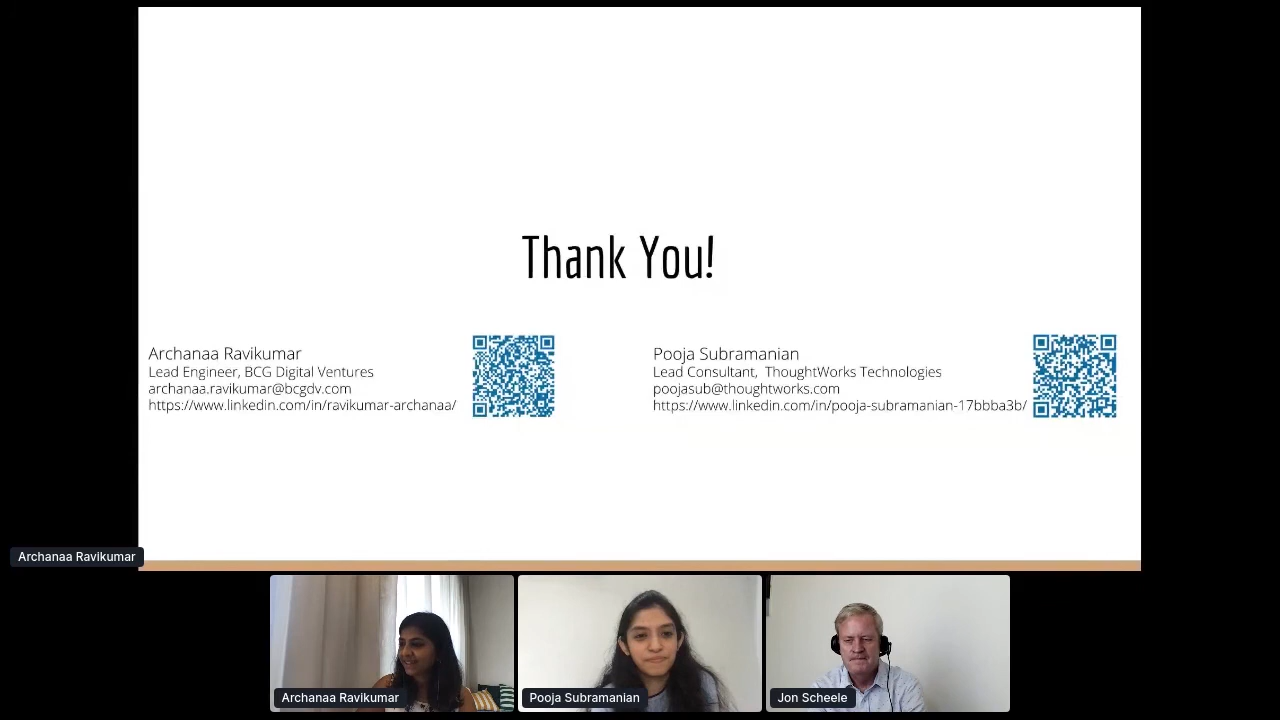 Thank You!
Archanaa Ravikumar
Lead Engineer, BCG Digital Ventures
archanaa.ravikumar@bcgdv.com
https://www.linkedin.com/in/ravikumar-archanaa/
Pooja Subramanian
Lead Consultant, ThoughtWorks Technologies
poojasub@thoughtworks.com
https://www.linkedin.com/in/pooja-subramanian-17bbba3b/
Archanaa Ravikumar
Archanaa Ravikumar
Pooja Subramanian
Jon Scheele